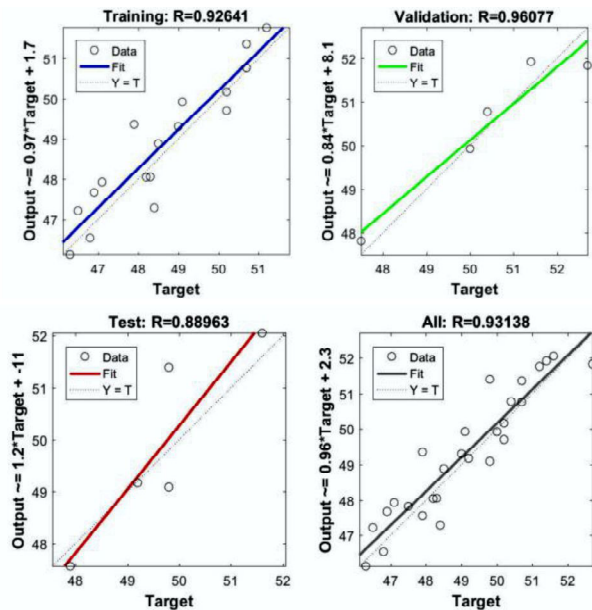 Training: R=0.92641
Output ~= 0.97*Target + 1.7
Data
Fit
Y = T
51
50
49
48
47
47 48 49 50 51
Target
Validation: R=0.96077
Output ~= 0.84*Target + 8.1
Data
Fit
Y = T
52
51
50
49
48
48 49 50 51 52
Target
Test: R=0.88963
Output ~= 1.2*Target + -11
Data
Fit
Y = T
52
51
50
49
48
48 49 50 51 52
Target
All: R=0.93138
Output ~= 0.96*Target + 2.3
Data
Fit
Y = T
52
51
50
49
48
47
47 48 49 50 51 52
Target